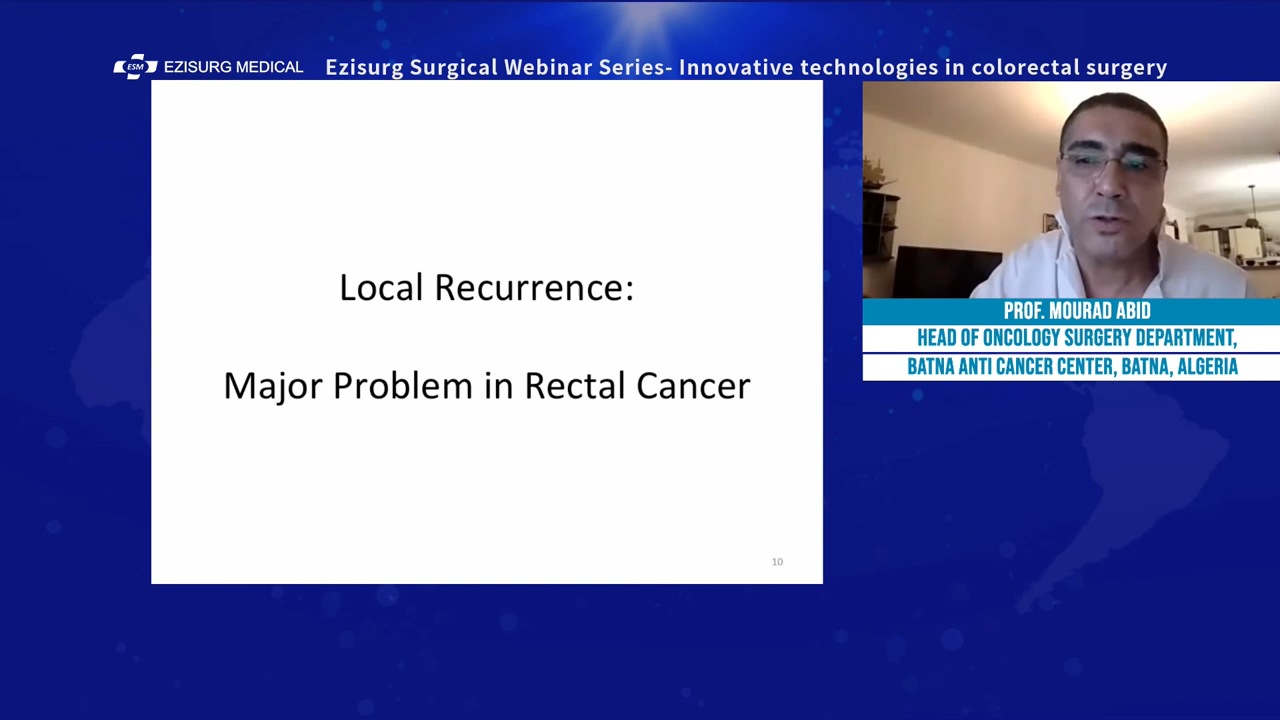 ESM EZISURG MEDICAL
Ezisurg Surgical Webinar Series- Innovative technologies in colorectal surgery
Local Recurrence:
Major Problem in Rectal Cancer
10
PROF. MOURAD ABID
HEAD OF ONCOLOGY SURGERY DEPARTMENT,
BATNA ANTI CANCER CENTER, BATNA, ALGERIA